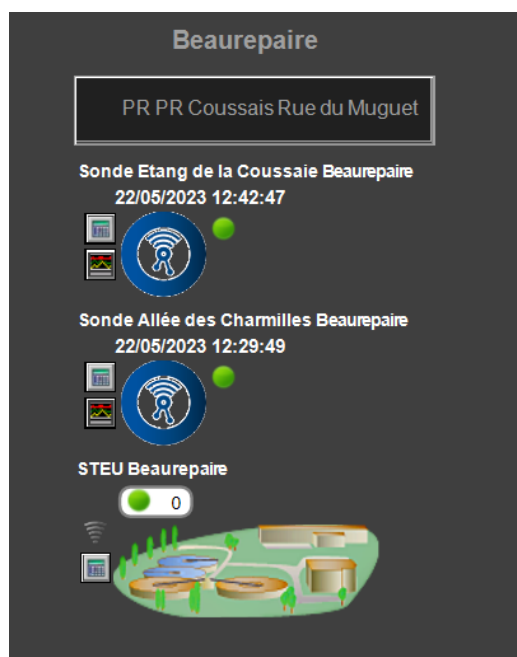 Beaurepaire
PR PR Coussais Rue du Muguet
Sonde Etang de la Coussaie Beaurepaire
22/05/2023 12:42:47
Sonde Allée des Charmilles Beaurepaire
22/05/2023 12:29:49
STEU Beaurepaire
0